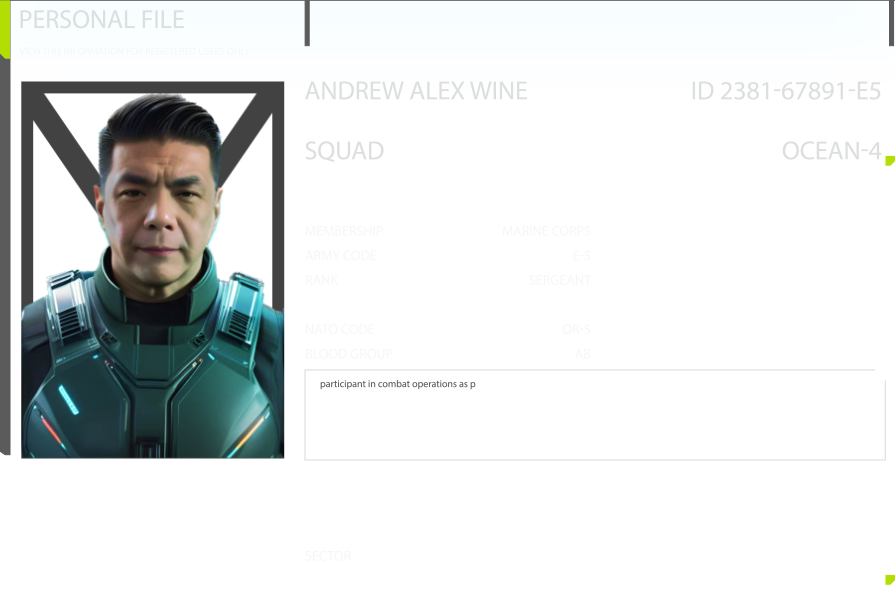 PERSONAL FILE
VIEW THIS INFORMATION FOR REGISTERED USERS ONLY
ANDREW ALEX WINE ID 2381-67891-E5
SQUAD OCEAN-4
MEMBERSHIP MARINE CORPS
ARMY CODE E-5
RANK SERGEANT
NATO CODE OR-5
BLOOD GROUP AB
participant in combat operations as p
SECTOR